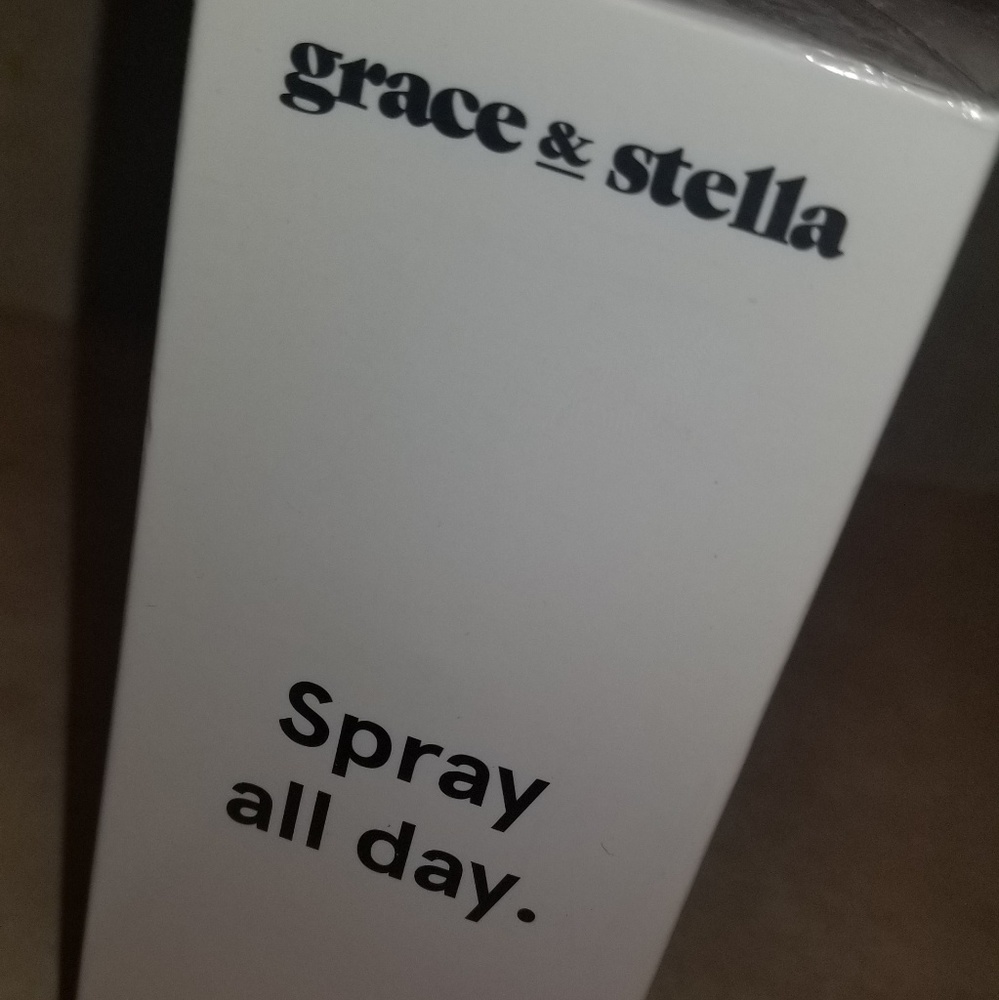 grace & stella
Spray
all day.